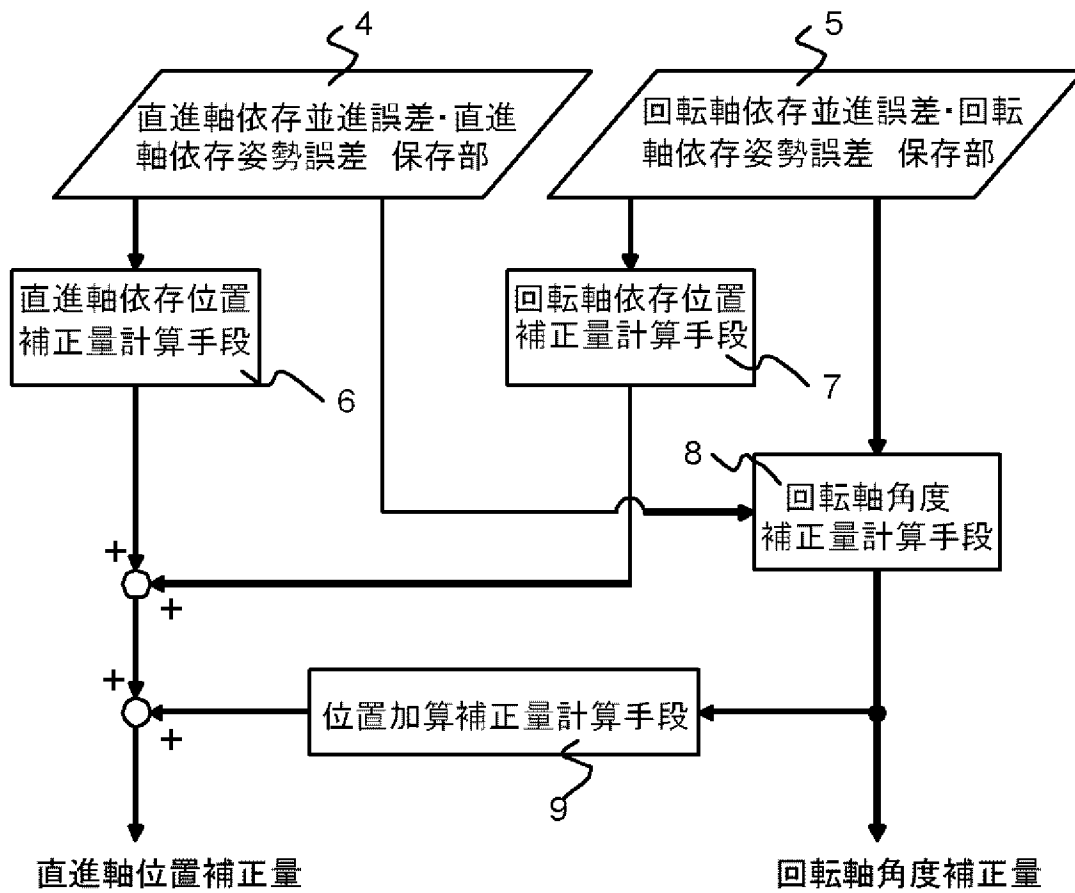 4
5
直進軸依存並進誤差・直進
軸依存姿勢誤差 保存部
回転軸依存並進誤差・回転
軸依存姿勢誤差 保存部
直進軸依存位置
補正量計算手段
6
回転軸依存位置
補正量計算手段
7
8
回転軸角度
補正量計算手段
+
+
+
+
位置加算補正量計算手段
9
直進軸位置補正量
回転軸角度補正量